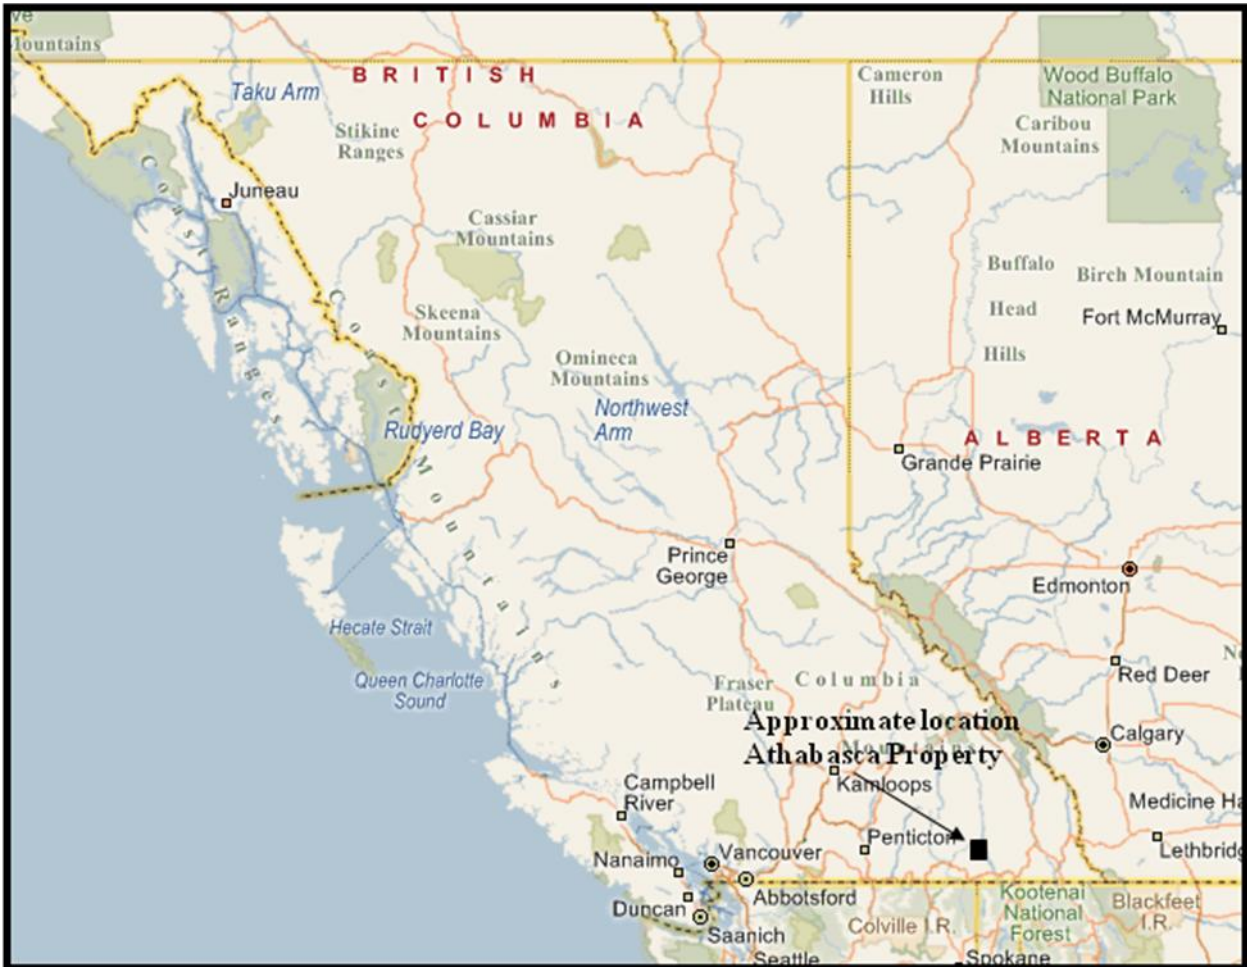 ve
Mountains
BRITISH
COLUMBIA
Taku Arm
Stikine
Ranges
Cameron
Hills
Wood Buffalo
National Park
Caribou
Mountains
Juneau
Coast Ranges
Cassiar
Mountains
Buffalo
Head
Hills
Birch Mountain
Fort McMurray
Skeena
Mountains
Omineca
Mountains
Northwest
Arm
Coast Mountains
Rudyerd Bay
ALBERTA
Grande Prairie
Prince
George
Edmonton
Hecate Strait
Queen Charlotte
Sound
Fraser
Plateau
Columbia
Mountains
Red Deer
Approximate location
Athabasca Property
Calgary
Kamloops
Campbell
River
Medicine Ha
Penticton
Lethbridg
Nanaimo
Vancouver
Abbotsford
Duncan
Saanich
Kootenai
National
Forest
Blackfeet
I.R.
Colville I.R.
Seattle
Spokane